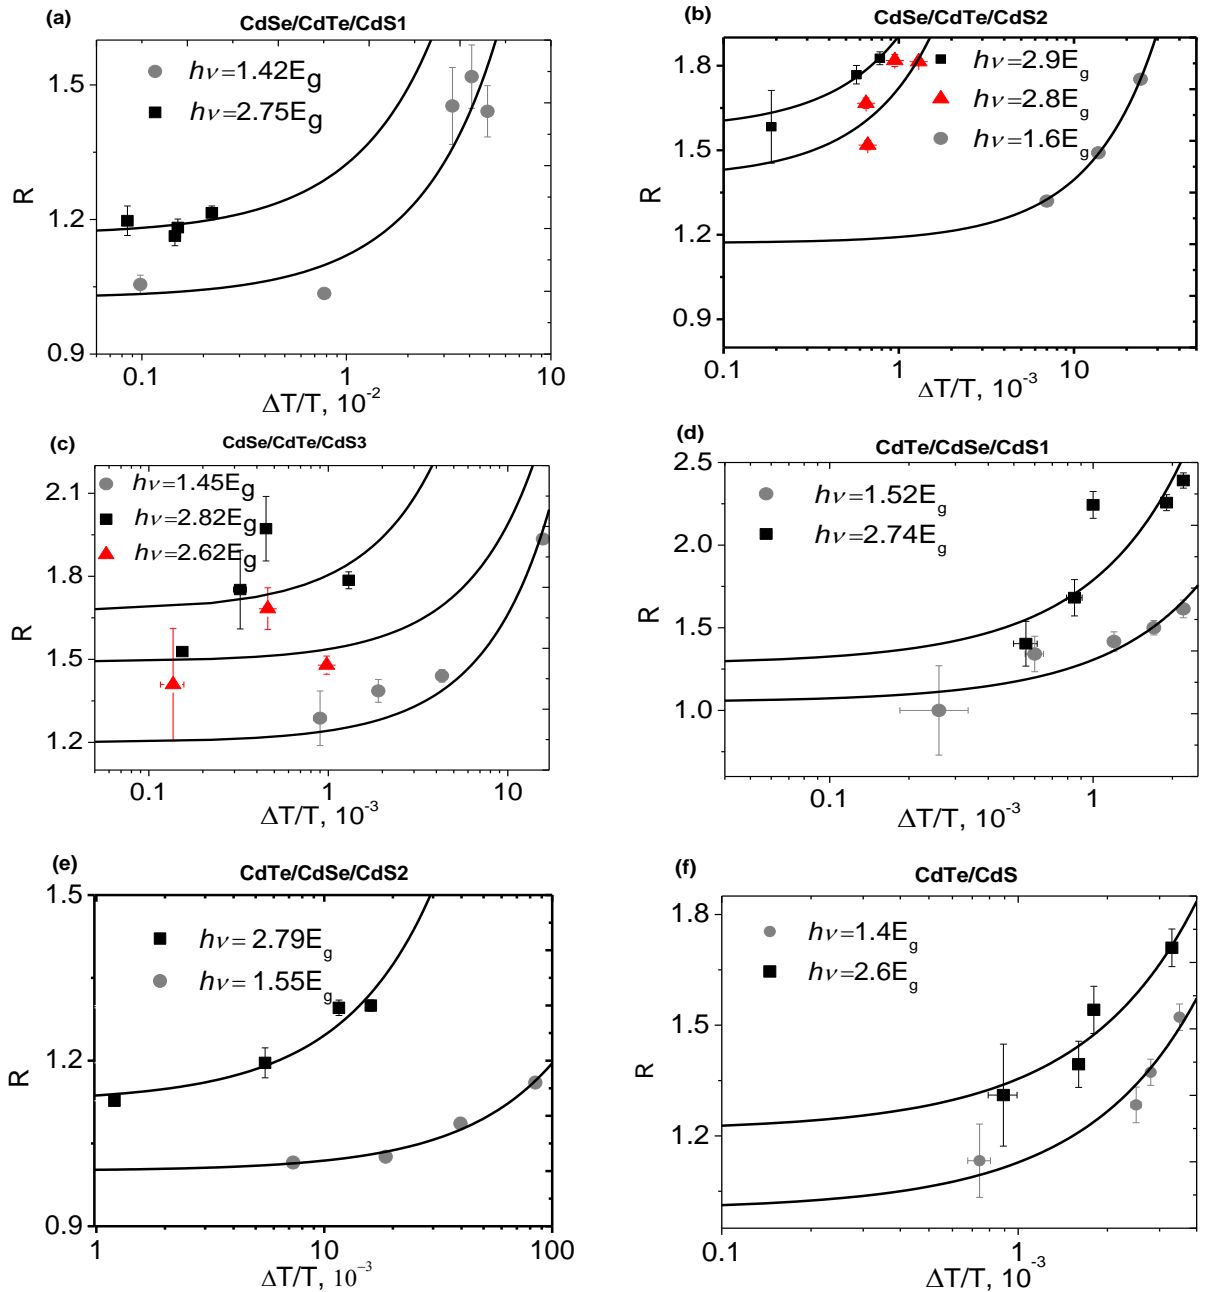 (a)
CdSe/CdTe/CdS1
hν=1.42Eg
hν=2.75Eg
1.5
1.2
0.9
R
0.1 1 10
ΔT/T, 10-2
(b)
CdSe/CdTe/CdS2
hν=2.9Eg
hν=2.8Eg
hν=1.6Eg
1.8
1.5
1.2
0.9
R
0.1 1 10
ΔT/T, 10-3
(c)
CdSe/CdTe/CdS3
hν=1.45Eg
hν=2.82Eg
hν=2.62Eg
2.1
1.8
1.5
1.2
R
0.1 1 10
ΔT/T, 10-3
(d)
CdTe/CdSe/CdS1
hν=1.52Eg
hν=2.74Eg
2.5
2.0
1.5
1.0
R
0.1 1
ΔT/T, 10-3
(e)
CdTe/CdSe/CdS2
hν= 2.79Eg
hν= 1.55Eg
1.5
1.2
0.9
R
1 10 100
ΔT/T, 10-3
(f)
CdTe/CdS
hν=1.4Eg
hν=2.6Eg
1.8
1.5
1.2
R
0.1 1
ΔT/T, 10-3